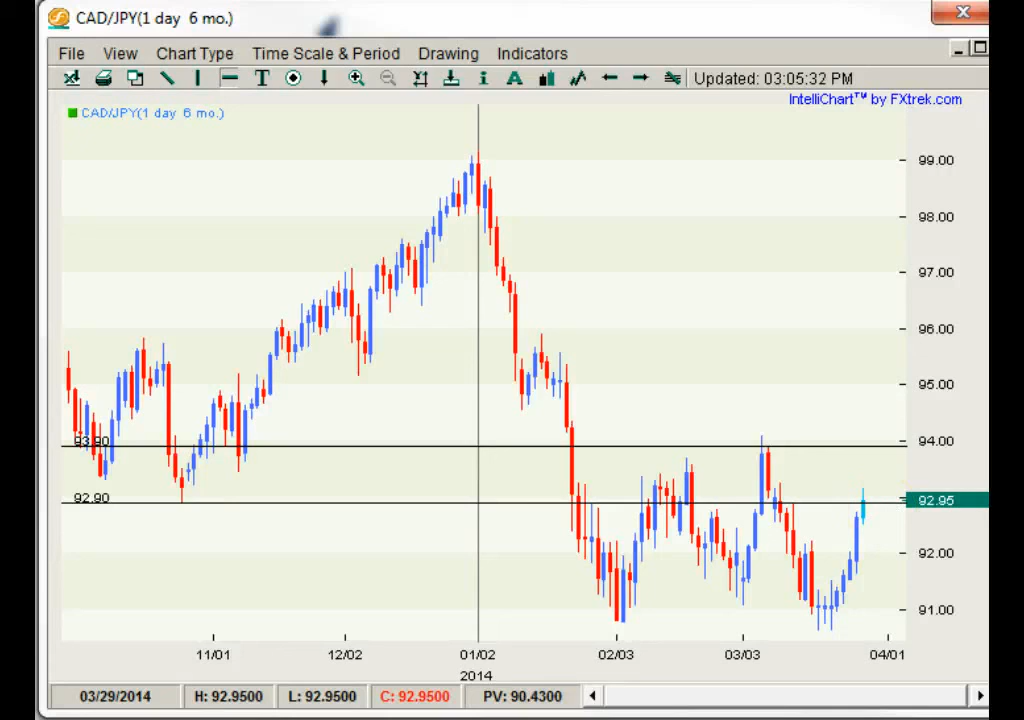 CAD/JPY(1 day 6 mo.)
File View Chart Type Time Scale & Period Drawing Indicators
T i A Updated: 03:05:32 PM
IntelliChart™ by FXtrek.com
CAD/JPY(1 day 6 mo.)
99.00
98.00
97.00
96.00
95.00
94.00
93.90
92.90
92.95
92.00
91.00
11/01 12/02 01/02 02/03 03/03 04/01
2014
03/29/2014 H: 92.9500 L: 92.9500 C: 92.9500 PV: 90.4300